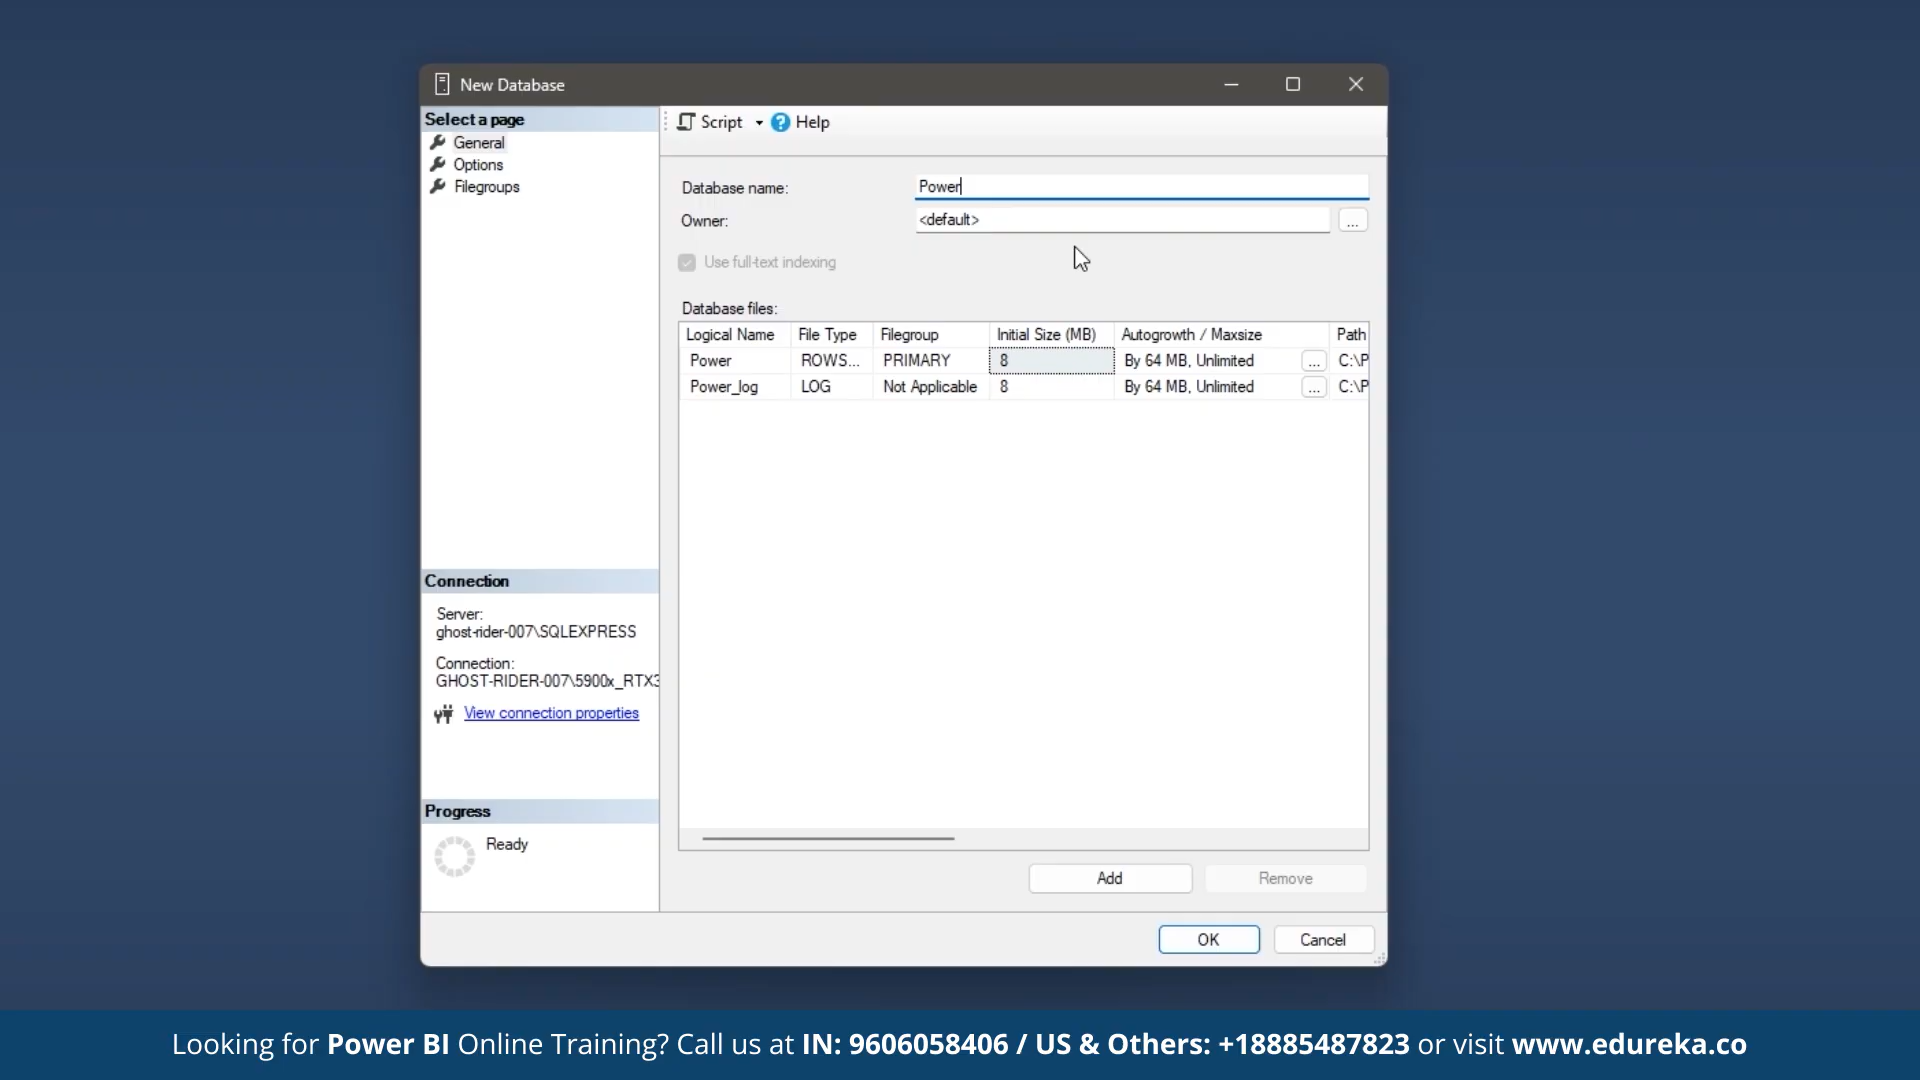 New Database
Select a page
General
Options
Filegroups
Script
Help
Database name: Power
Owner: <default> ...
Use full-text indexing
Database files:
Logical Name File Type Filegroup Initial Size (MB) Autogrowth / Maxsize Path
Power ROWS... PRIMARY 8 By 64 MB, Unlimited ... C:\P
Power_log LOG Not Applicable 8 By 64 MB, Unlimited ... C:\P
Connection
Server:
ghost-rider-007\SQLEXPRESS
Connection:
GHOST-RIDER-007\5900x_RTX3
View connection properties
Progress
Ready
Add Remove
OK Cancel
Looking for Power BI Online Training? Call us at IN: 9606058406 / US & Others: +18885487823 or visit www.edureka.co